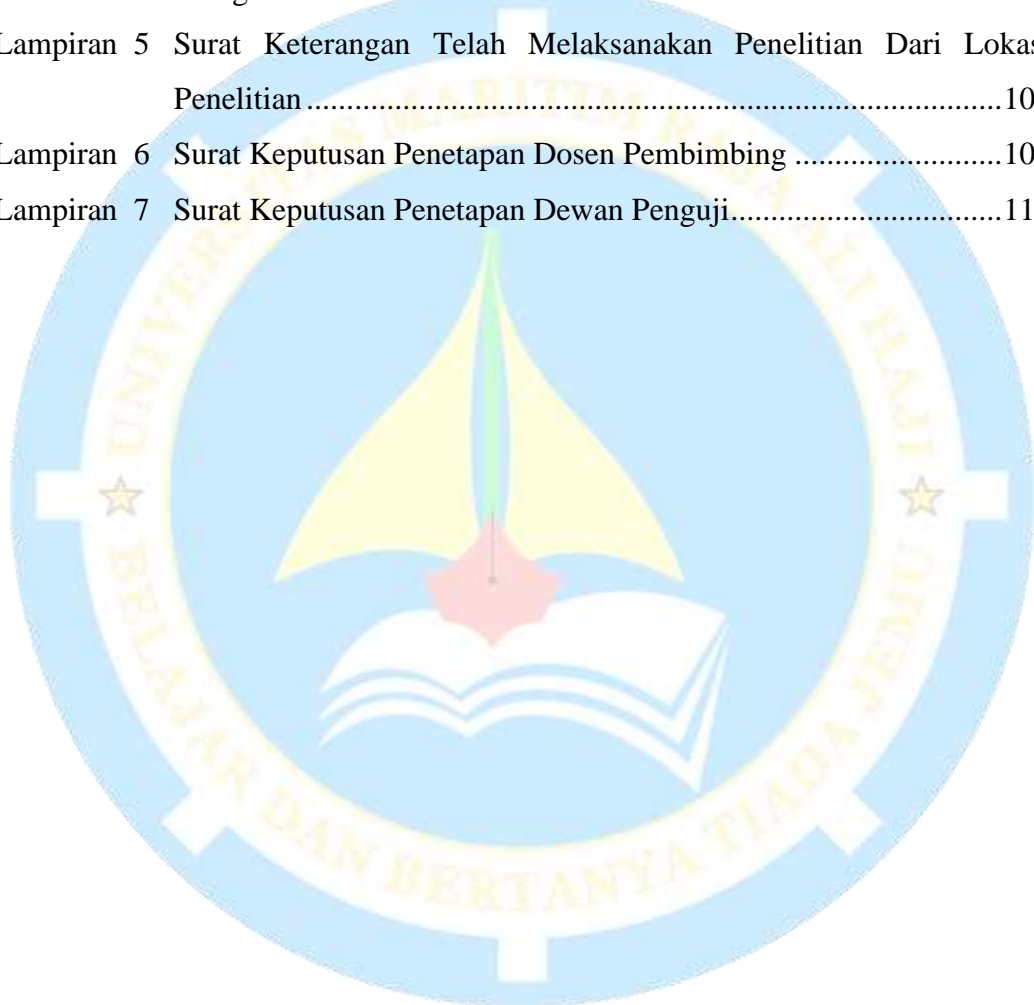 Lampiran 5 Surat Keterangan Telah Melaksanakan Penelitian Dari Lokas
Penelitian ........................................................................................ 10
Lampiran 6 Surat Keputusan Penetapan Dosen Pembimbing .......................... 10
Lampiran 7 Surat Keputusan Penetapan Dewan Penguji.................................. 11
UNIVERSITAS MARITIM RAJA ALI HAJI
BELAJAR DAN BERTANYA TIADA JEMU